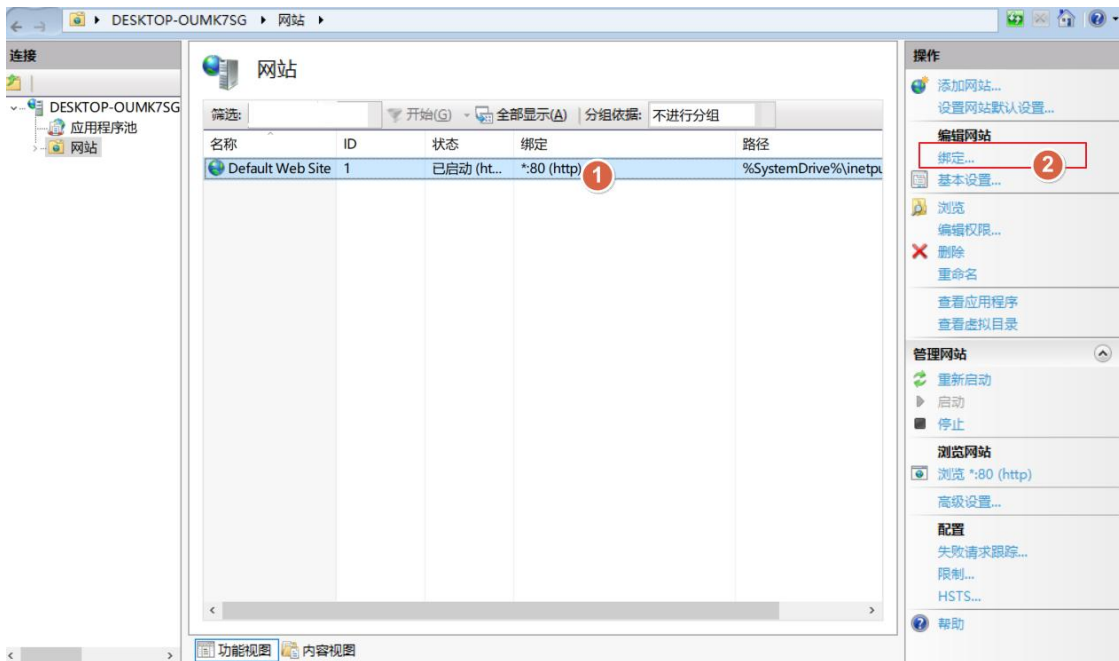 DESKTOP-OUMK7SG 网站
连接
DESKTOP-OUMK7SG
应用程序池
网站
网站
筛选: 开始(G) 全部显示(A) 分组依据: 不进行分组
名称 ID 状态 绑定 路径
Default Web Site 1 已启动 (ht... *:80 (http) %SystemDrive%\inetpu
1
功能视图 内容视图
操作
添加网站...
设置网站默认设置...
编辑网站
绑定...
2
基本设置...
浏览
编辑权限...
删除
重命名
查看应用程序
查看虚拟目录
管理网站
重新启动
启动
停止
浏览网站
浏览 *:80 (http)
高级设置...
配置
失败请求跟踪...
限制...
HSTS...
帮助